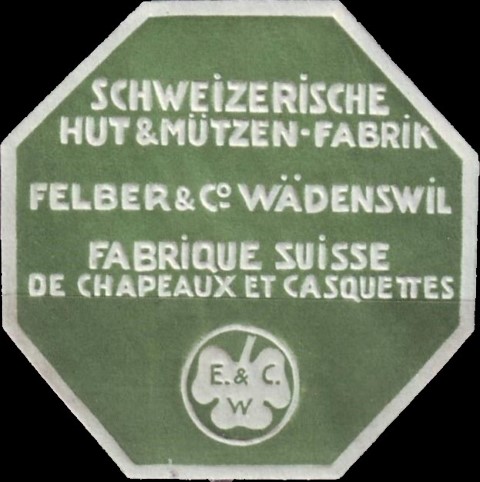 SCHWEIZERISCHE
HUT & MÜTZEN-FABRIK
FELBER & Co WÄDENSWIL
FABRIQUE SUISSE
DE CHAPEAUX ET CASQUETTES
E. & C.
W